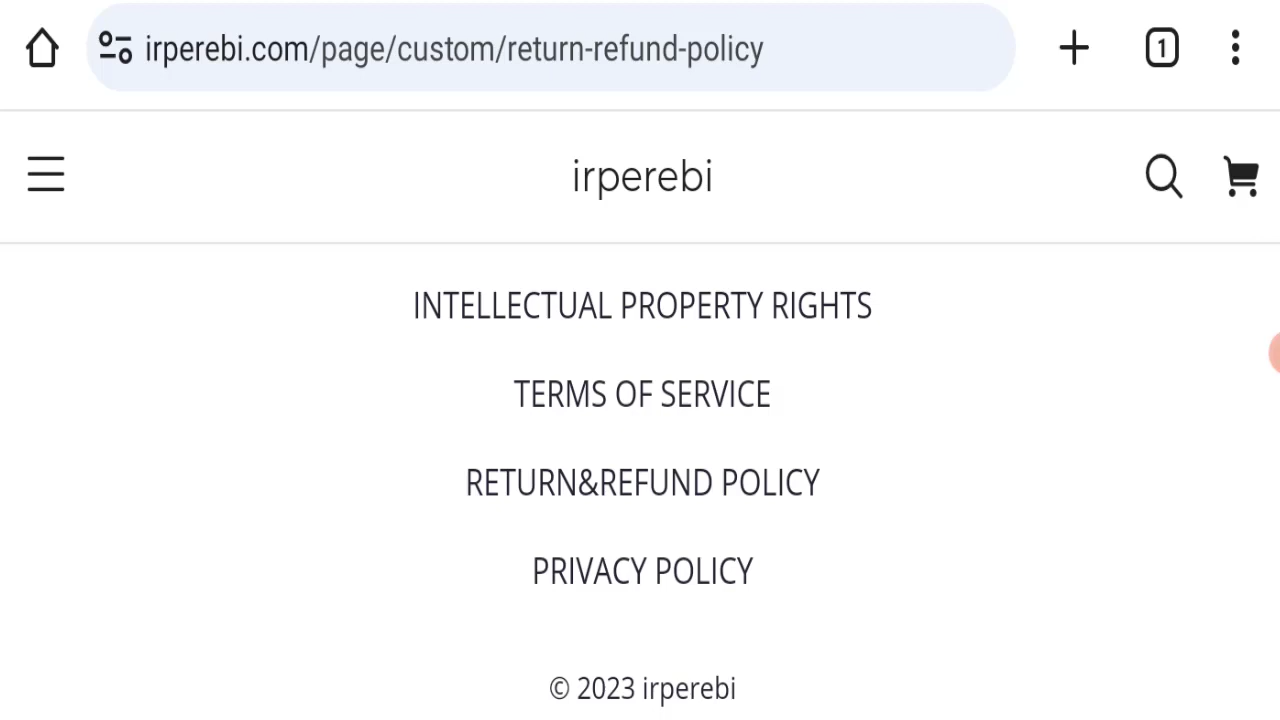 irperebi.com/page/custom/return-refund-policy
1
irperebi
INTELLECTUAL PROPERTY RIGHTS
TERMS OF SERVICE
RETURN&REFUND POLICY
PRIVACY POLICY
© 2023 irperebi